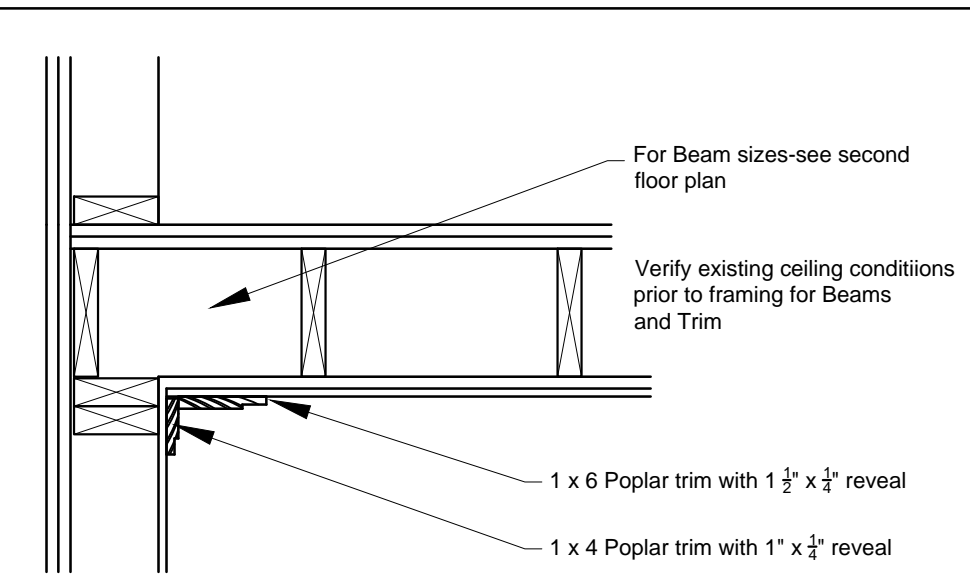 For Beam sizes-see second
floor plan
Verify existing ceiling conditiions
prior to framing for Beams
and Trim
1 x 6 Poplar trim with 1 1/2" x 1/4" reveal
1 x 4 Poplar trim with 1" x 1/4" reveal